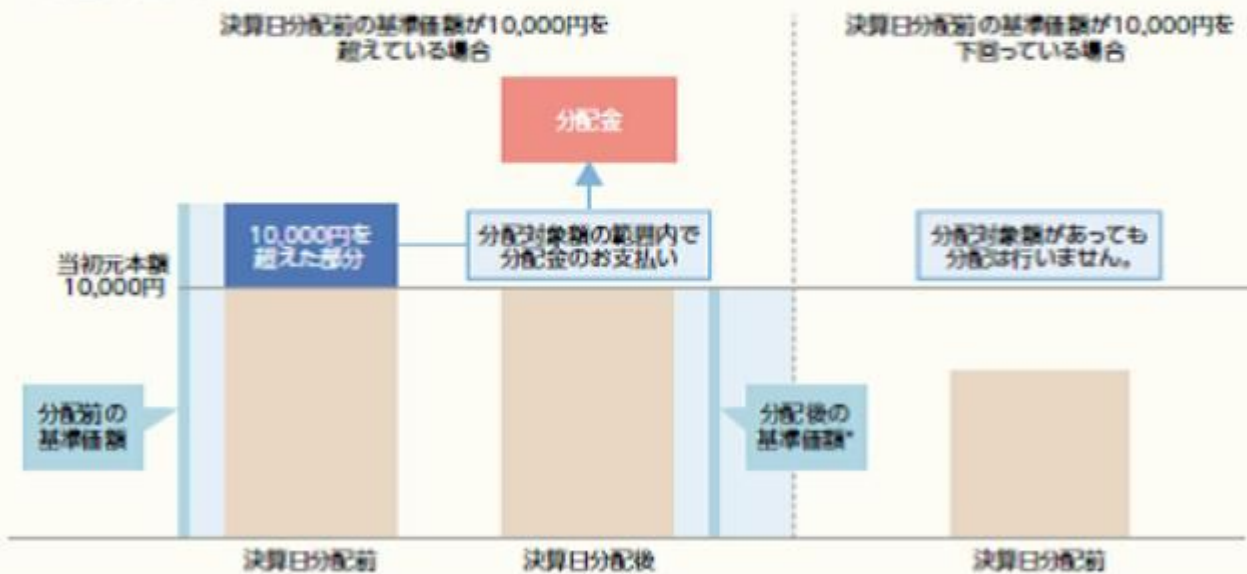 決算日分配前の基準価額が10,000円を
超えている場合
決算日分配前の基準価額が10,000円を
下回っている場合
分配金
10,000円を
超えた部分
分配対象額の範囲内で
分配金のお支払い
分配対象額があっても
分配は行いません。
当初元本額
10,000円
分配前の
基準価額
分配後の
基準価額*
決算日分配前
決算日分配後
決算日分配前